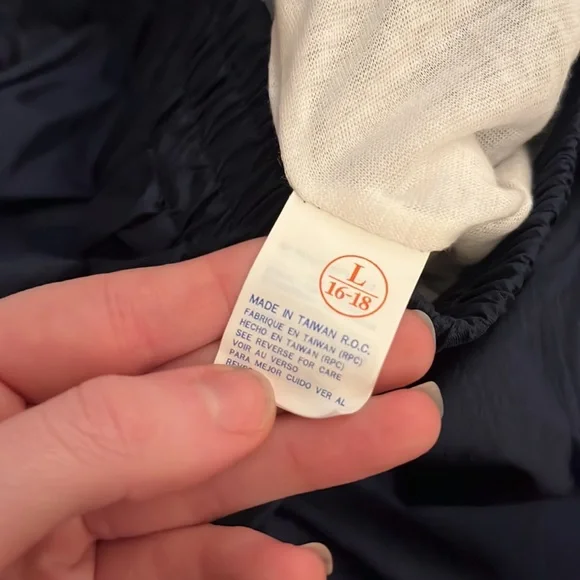 L
16-18
MADE IN TAIWAN R.O.C.
FABRIQUE EN TAIWAN (RPC)
HECHO EN TAIWAN (RPC)
SEE REVERSE FOR CARE
VOIR AU VERSO
PARA MEJOR CUIDO VER AL